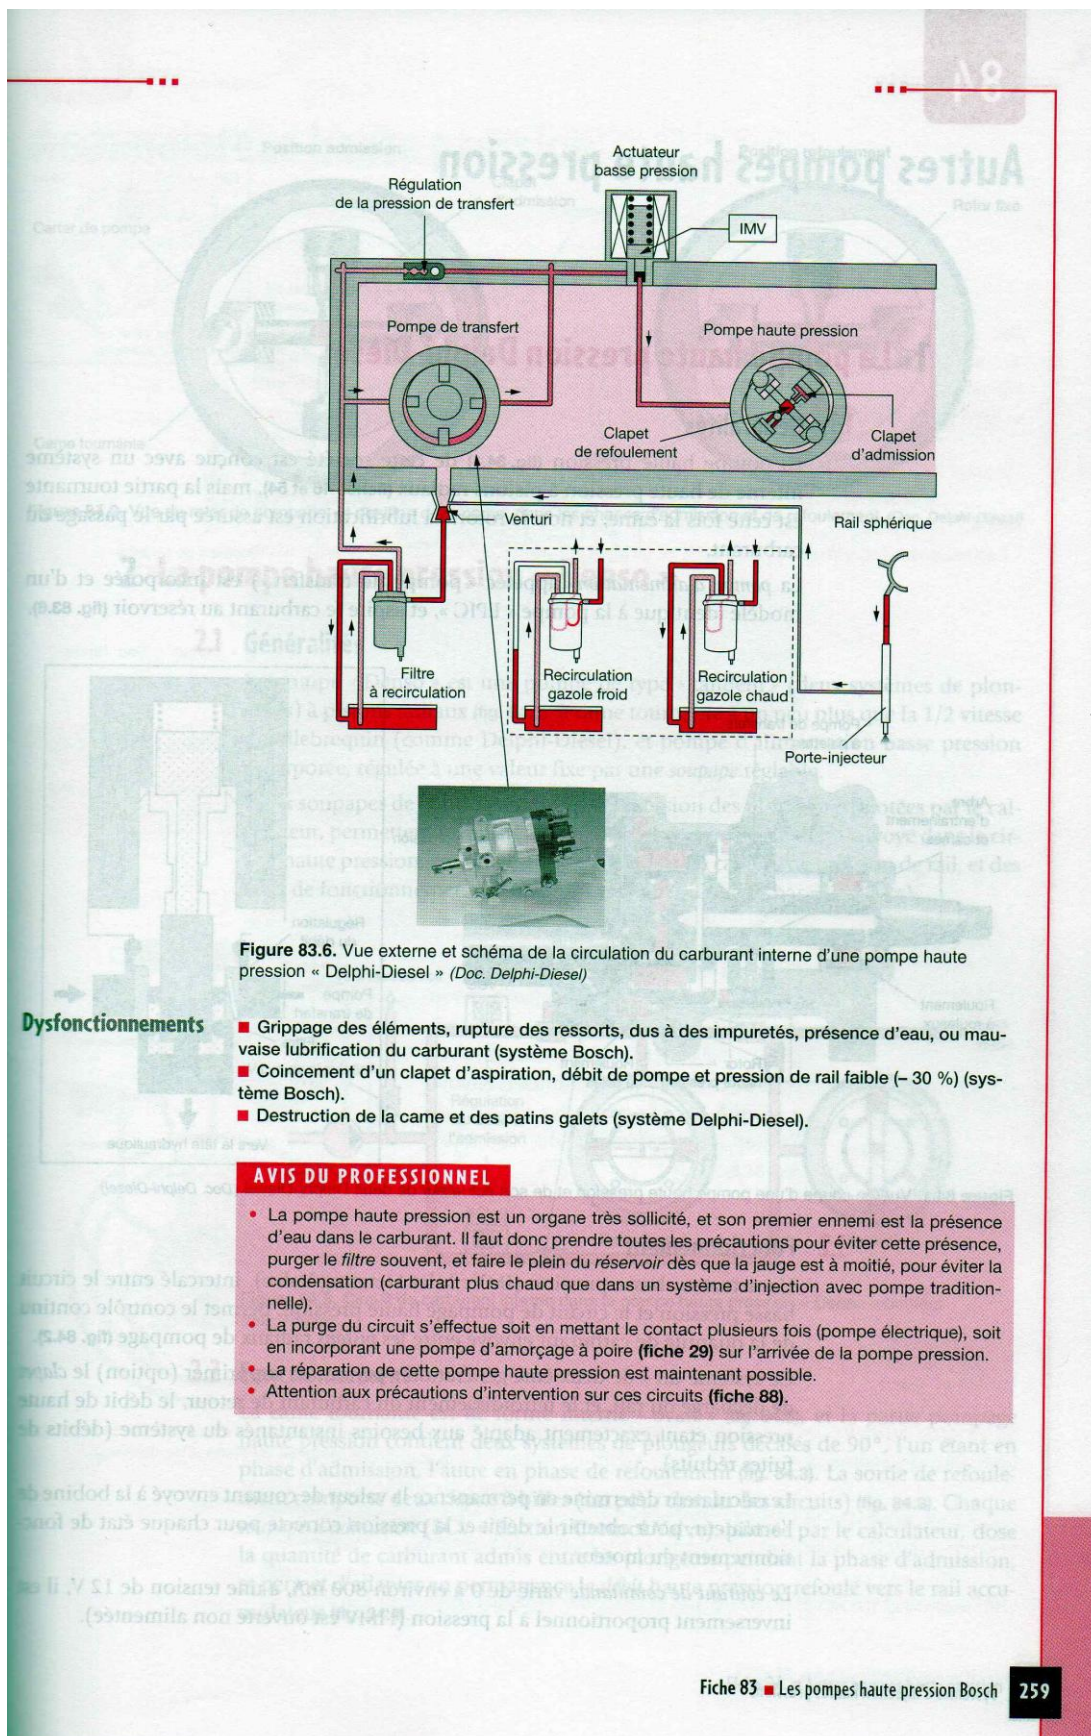 Actuateur
basse pression
Régulation
de la pression de transfert
IMV
Pompe de transfert
Pompe haute pression
Clapet
de refoulement
Clapet
d'admission
Venturi
Rail sphérique
Filtre
à recirculation
Recirculation
gazole froid
Recirculation
gazole chaud
Porte-injecteur
Figure 83.6. Vue externe et schéma de la circulation du carburant interne d'une pompe haute
pression « Delphi-Diesel » (Doc. Delphi-Diesel)
Dysfonctionnements
■ Grippage des éléments, rupture des ressorts, dus à des impuretés, présence d'eau, ou mau-
vaise lubrification du carburant (système Bosch).
■ Coincement d'un clapet d'aspiration, débit de pompe et pression de rail faible (– 30 %) (sys-
tème Bosch).
■ Destruction de la came et des patins galets (système Delphi-Diesel).
AVIS DU PROFESSIONNEL
• La pompe haute pression est un organe très sollicité, et son premier ennemi est la présence
d'eau dans le carburant. Il faut donc prendre toutes les précautions pour éviter cette présence,
purger le filtre souvent, et faire le plein du réservoir dès que la jauge est à moitié, pour éviter la
condensation (carburant plus chaud que dans un système d'injection avec pompe tradition-
nelle).
• La purge du circuit s'effectue soit en mettant le contact plusieurs fois (pompe électrique), soit
en incorporant une pompe d'amorçage à poire (fiche 29) sur l'arrivée de la pompe pression.
• La réparation de cette pompe haute pression est maintenant possible.
• Attention aux précautions d'intervention sur ces circuits (fiche 88).
Fiche 83 ■ Les pompes haute pression Bosch 259